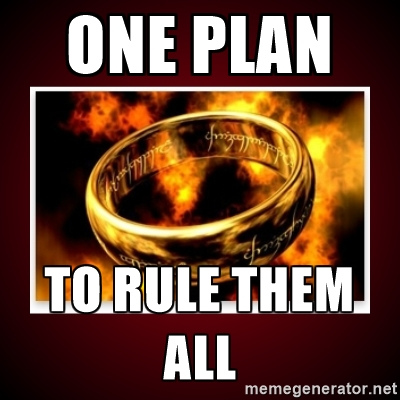 ONE PLAN
TO RULE THEM
ALL
memegenerator.net